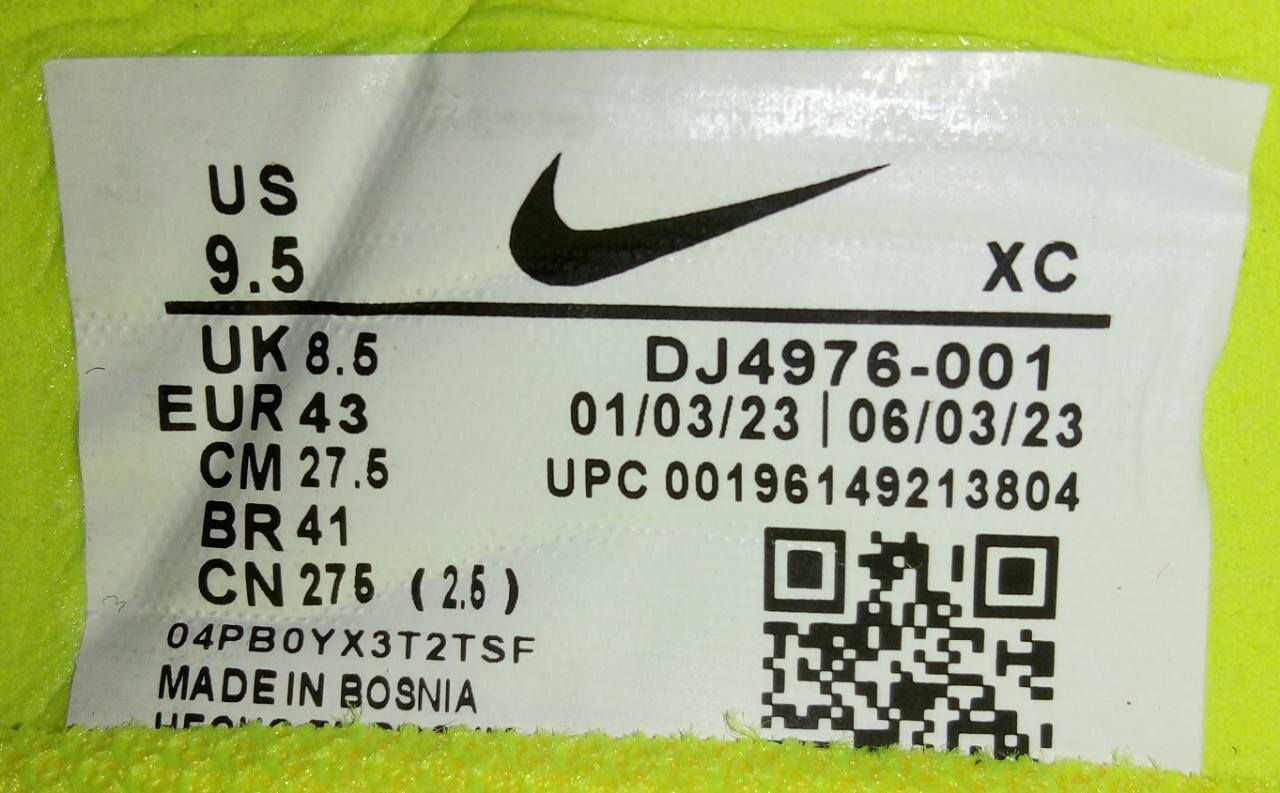 US
9.5
XC
UK 8.5
EUR 43
CM 27.5
BR 41
CN 275 (2.5)
DJ4976-001
01/03/23 | 06/03/23
UPC 00196149213804
04PB0YX3T2TSF
MADE IN BOSNIA